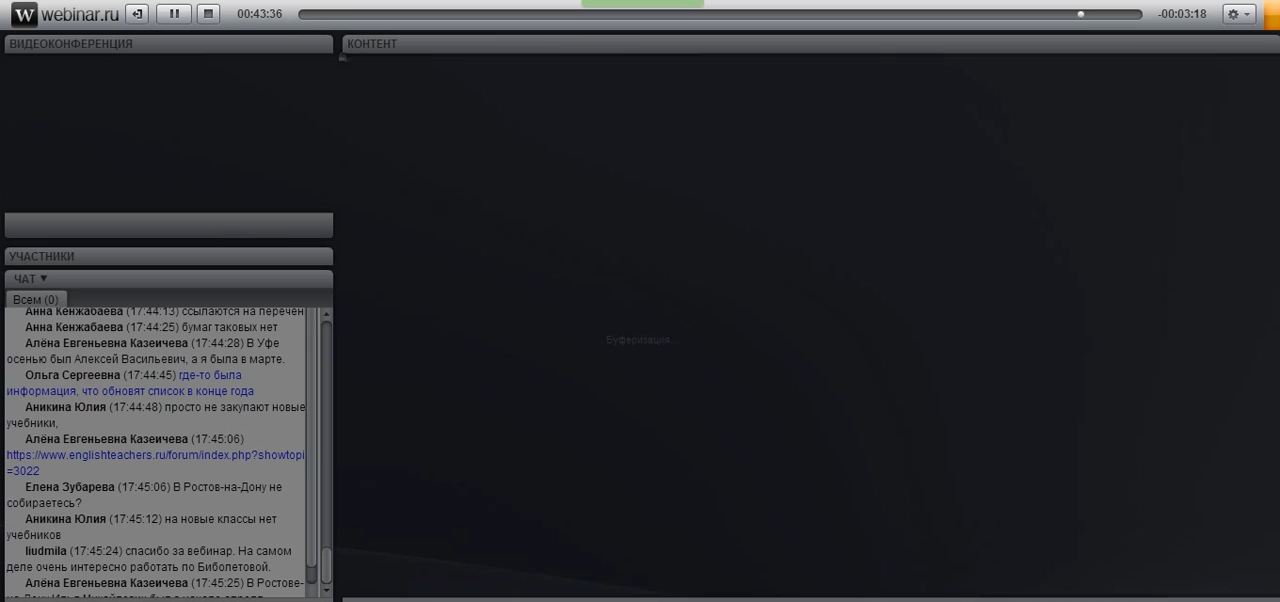 W webinar.ru 00:43:36 -00:03:18
ВИДЕОКОНФЕРЕНЦИЯ
КОНТЕНТ
УЧАСТНИКИ
ЧАТ
Всем (0)
Анна Кенжабаева (17:44:13) ссылаются на перечен
Анна Кенжабаева (17:44:25) бумаг таковых нет
Алёна Евгеньевна Казеичева (17:44:28) В Уфе
осенью был Алексей Васильевич, а я была в марте.
Ольга Сергеевна (17:44:45) где-то была
информация, что обновят список в конце года
Аникина Юлия (17:44:48) просто не закупают новые
учебники,
Алёна Евгеньевна Казеичева (17:45:06)
https://www.englishteachers.ru/forum/index.php?showtopi
=3022
Елена Зубарева (17:45:06) В Ростов-на-Дону не
собираетесь?
Аникина Юлия (17:45:12) на новые классы нет
учебников
liudmila (17:45:24) спасибо за вебинар. На самом
деле очень интересно работать по Биболетовой.
Алёна Евгеньевна Казеичева (17:45:25) В Ростове-
Буферизация...